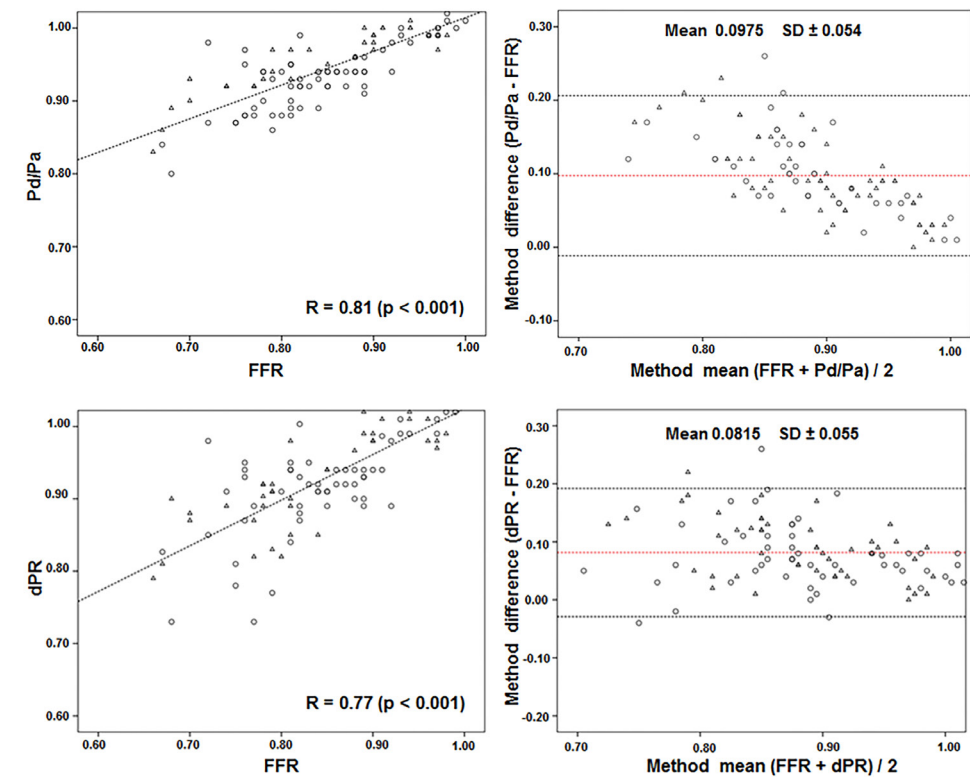 1.00
0.90
0.80
0.70
0.60
Pd/Pa
R = 0.81 (p < 0.001)
0.60 0.70 0.80 0.90 1.00
FFR
Mean 0.0975 SD ± 0.054
0.30
0.20
0.10
0.00
-0.10
Method difference (Pd/Pa - FFR)
0.70 0.80 0.90 1.00
Method mean (FFR + Pd/Pa) / 2
1.00
0.90
0.80
0.70
0.60
dPR
R = 0.77 (p < 0.001)
0.60 0.70 0.80 0.90 1.00
FFR
Mean 0.0815 SD ± 0.055
0.30
0.20
0.10
0.00
-0.10
-0.20
Method difference (dPR - FFR)
0.70 0.80 0.90 1.00
Method mean (FFR + dPR) / 2